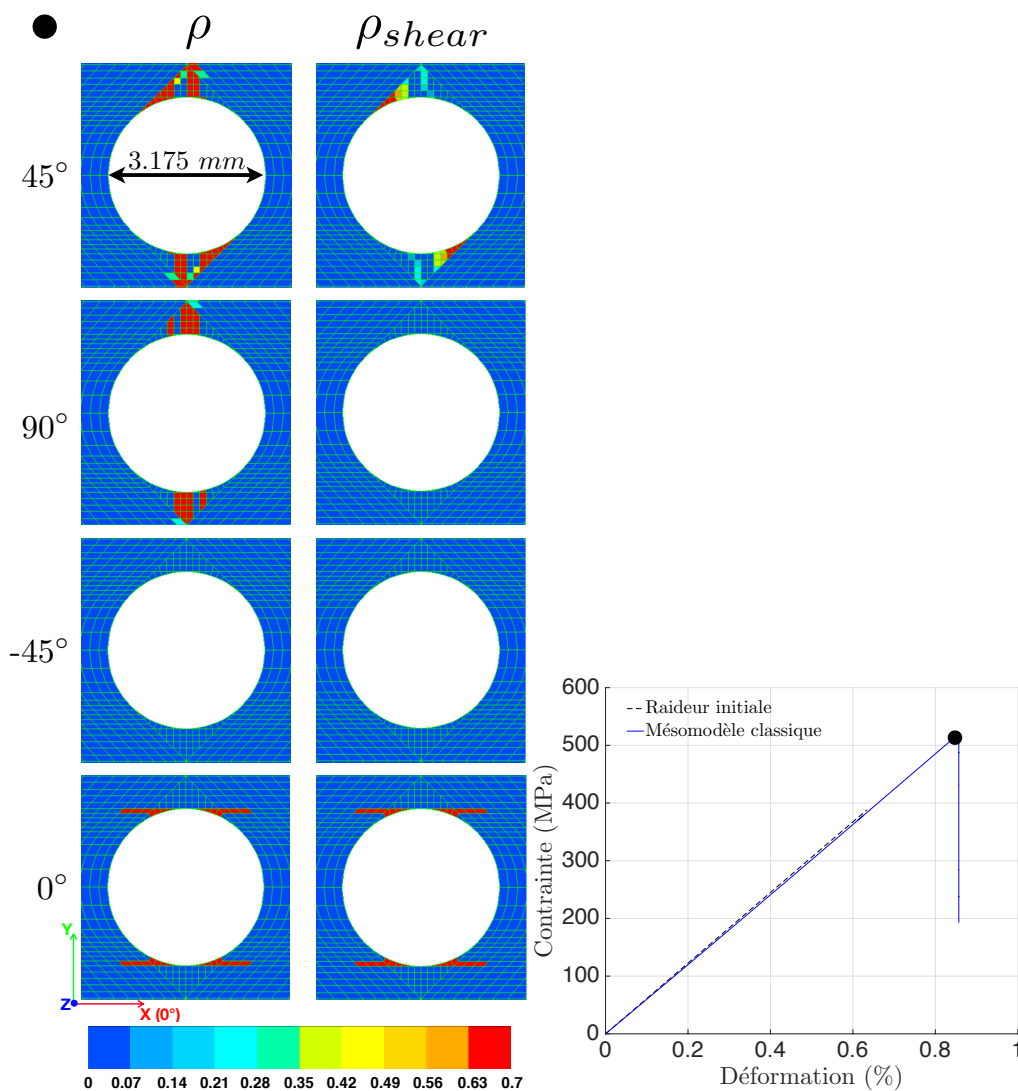 ρ ρshear
45°
3.175 mm
90°
-45°
0°
Y
Z
X (0°)
0 0.07 0.14 0.21 0.28 0.35 0.42 0.49 0.56 0.63 0.7
600
500
400
300
200
100
0
Contrainte (MPa)
Raideur initiale
Mésomodèle classique
0 0.2 0.4 0.6 0.8 1
Déformation (%)